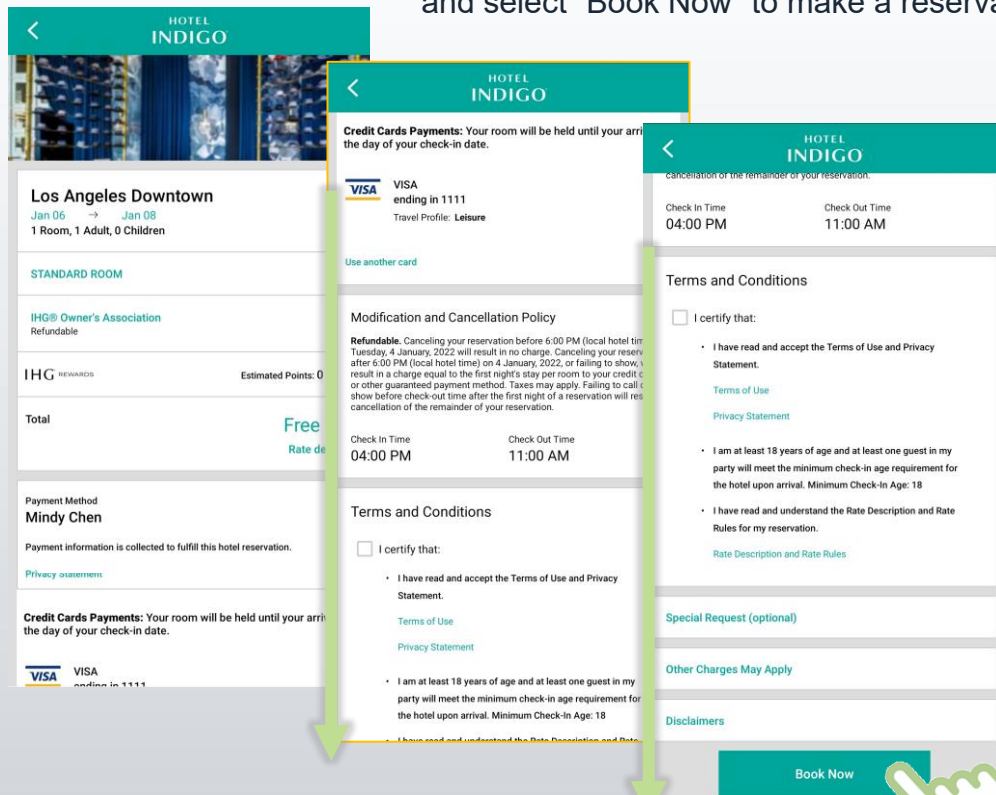 and select "Book Now" to make a reserva
HOTEL
INDIGO
Los Angeles Downtown
Jan 06 → Jan 08
1 Room, 1 Adult, 0 Children
STANDARD ROOM
IHG® Owner's Association
Refundable
IHG REWARDS
Estimated Points: 0
Total
Free
Rate de
Payment Method
Mindy Chen
Payment information is collected to fulfill this hotel reservation.
Privacy Statement
Credit Cards Payments: Your room will be held until your arri
the day of your check-in date.
VISA
VISA
ending in 1111
HOTEL
INDIGO
Credit Cards Payments: Your room will be held until your arri
the day of your check-in date.
VISA
VISA
ending in 1111
Travel Profile: Leisure
Use another card
Modification and Cancellation Policy
Refundable. Canceling your reservation before 6:00 PM (local hotel tim
Tuesday, 4 January, 2022 will result in no charge. Canceling your reserv
after 6:00 PM (local hotel time) on 4 January, 2022, or failing to show,
result in a charge equal to the first night's stay per room to your credit c
or other guaranteed payment method. Taxes may apply. Failing to call o
show before check-out time after the first night of a reservation will res
cancellation of the remainder of your reservation.
Check In Time
Check Out Time
04:00 PM
11:00 AM
Terms and Conditions
I certify that:
• I have read and accept the Terms of Use and Privacy
Statement.
Terms of Use
Privacy Statement
• I am at least 18 years of age and at least one guest in my
party will meet the minimum check-in age requirement for
the hotel upon arrival. Minimum Check-In Age: 18
• I have read and understand the Rate Description and Rate
HOTEL
INDIGO
cancellation of the remainder of your reservation.
Check In Time
Check Out Time
04:00 PM
11:00 AM
Terms and Conditions
I certify that:
• I have read and accept the Terms of Use and Privacy
Statement.
Terms of Use
Privacy Statement
• I am at least 18 years of age and at least one guest in my
party will meet the minimum check-in age requirement for
the hotel upon arrival. Minimum Check-In Age: 18
• I have read and understand the Rate Description and Rate
Rules for my reservation.
Rate Description and Rate Rules
Special Request (optional)
Other Charges May Apply
Disclaimers
Book Now